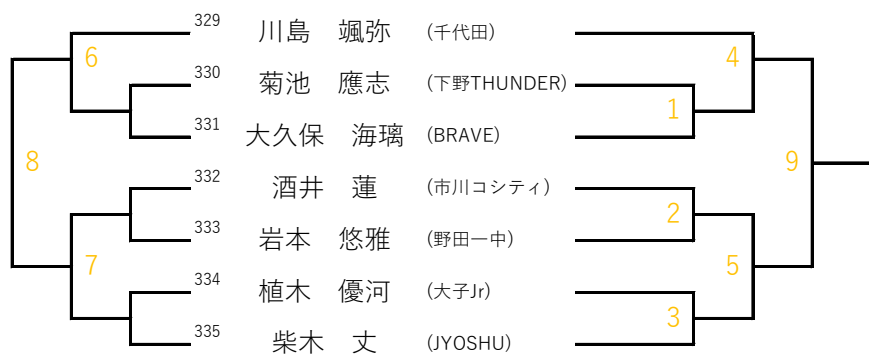 329 川島　颯弥 (千代田)
6 4
330 菊池　應志 (下野THUNDER)
1
331 大久保　海璃 (BRAVE)
8 9
332 酒井　蓮 (市川コシティ)
2
333 岩本　悠雅 (野田一中)
7 5
334 植木　優河 (大子Jr)
3
335 柴木　丈 (JYOSHU)